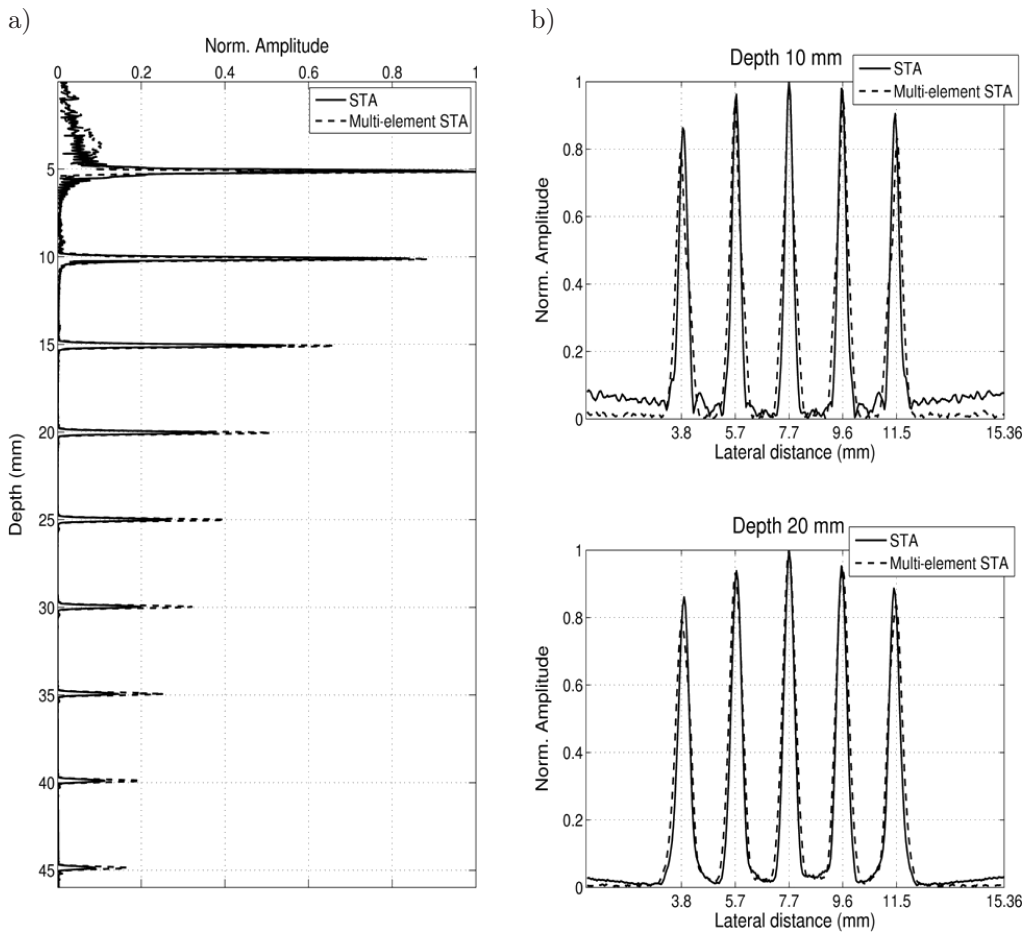 a)
Norm. Amplitude
0 0.2 0.4 0.6 0.8 1
STA
Multi-element STA
5
10
15
20
25
30
35
40
45
Depth (mm)
b)
Depth 10 mm
STA
Multi-element STA
1
0.8
0.6
0.4
0.2
0
Norm. Amplitude
3.8 5.7 7.7 9.6 11.5 15.36
Lateral distance (mm)
Depth 20 mm
STA
Multi-element STA
1
0.8
0.6
0.4
0.2
0
Norm. Amplitude
3.8 5.7 7.7 9.6 11.5 15.36
Lateral distance (mm)